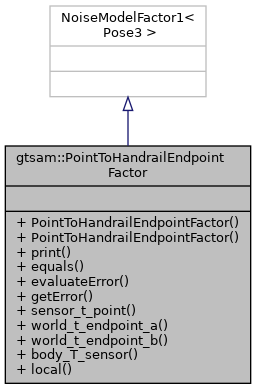 NoiseModelFactor1<
Pose3 >
gtsam::PointToHandrailEndpoint
Factor
+ PointToHandrailEndpointFactor()
+ PointToHandrailEndpointFactor()
+ print()
+ equals()
+ evaluateError()
+ getError()
+ sensor_t_point()
+ world_t_endpoint_a()
+ world_t_endpoint_b()
+ body_T_sensor()
+ local()